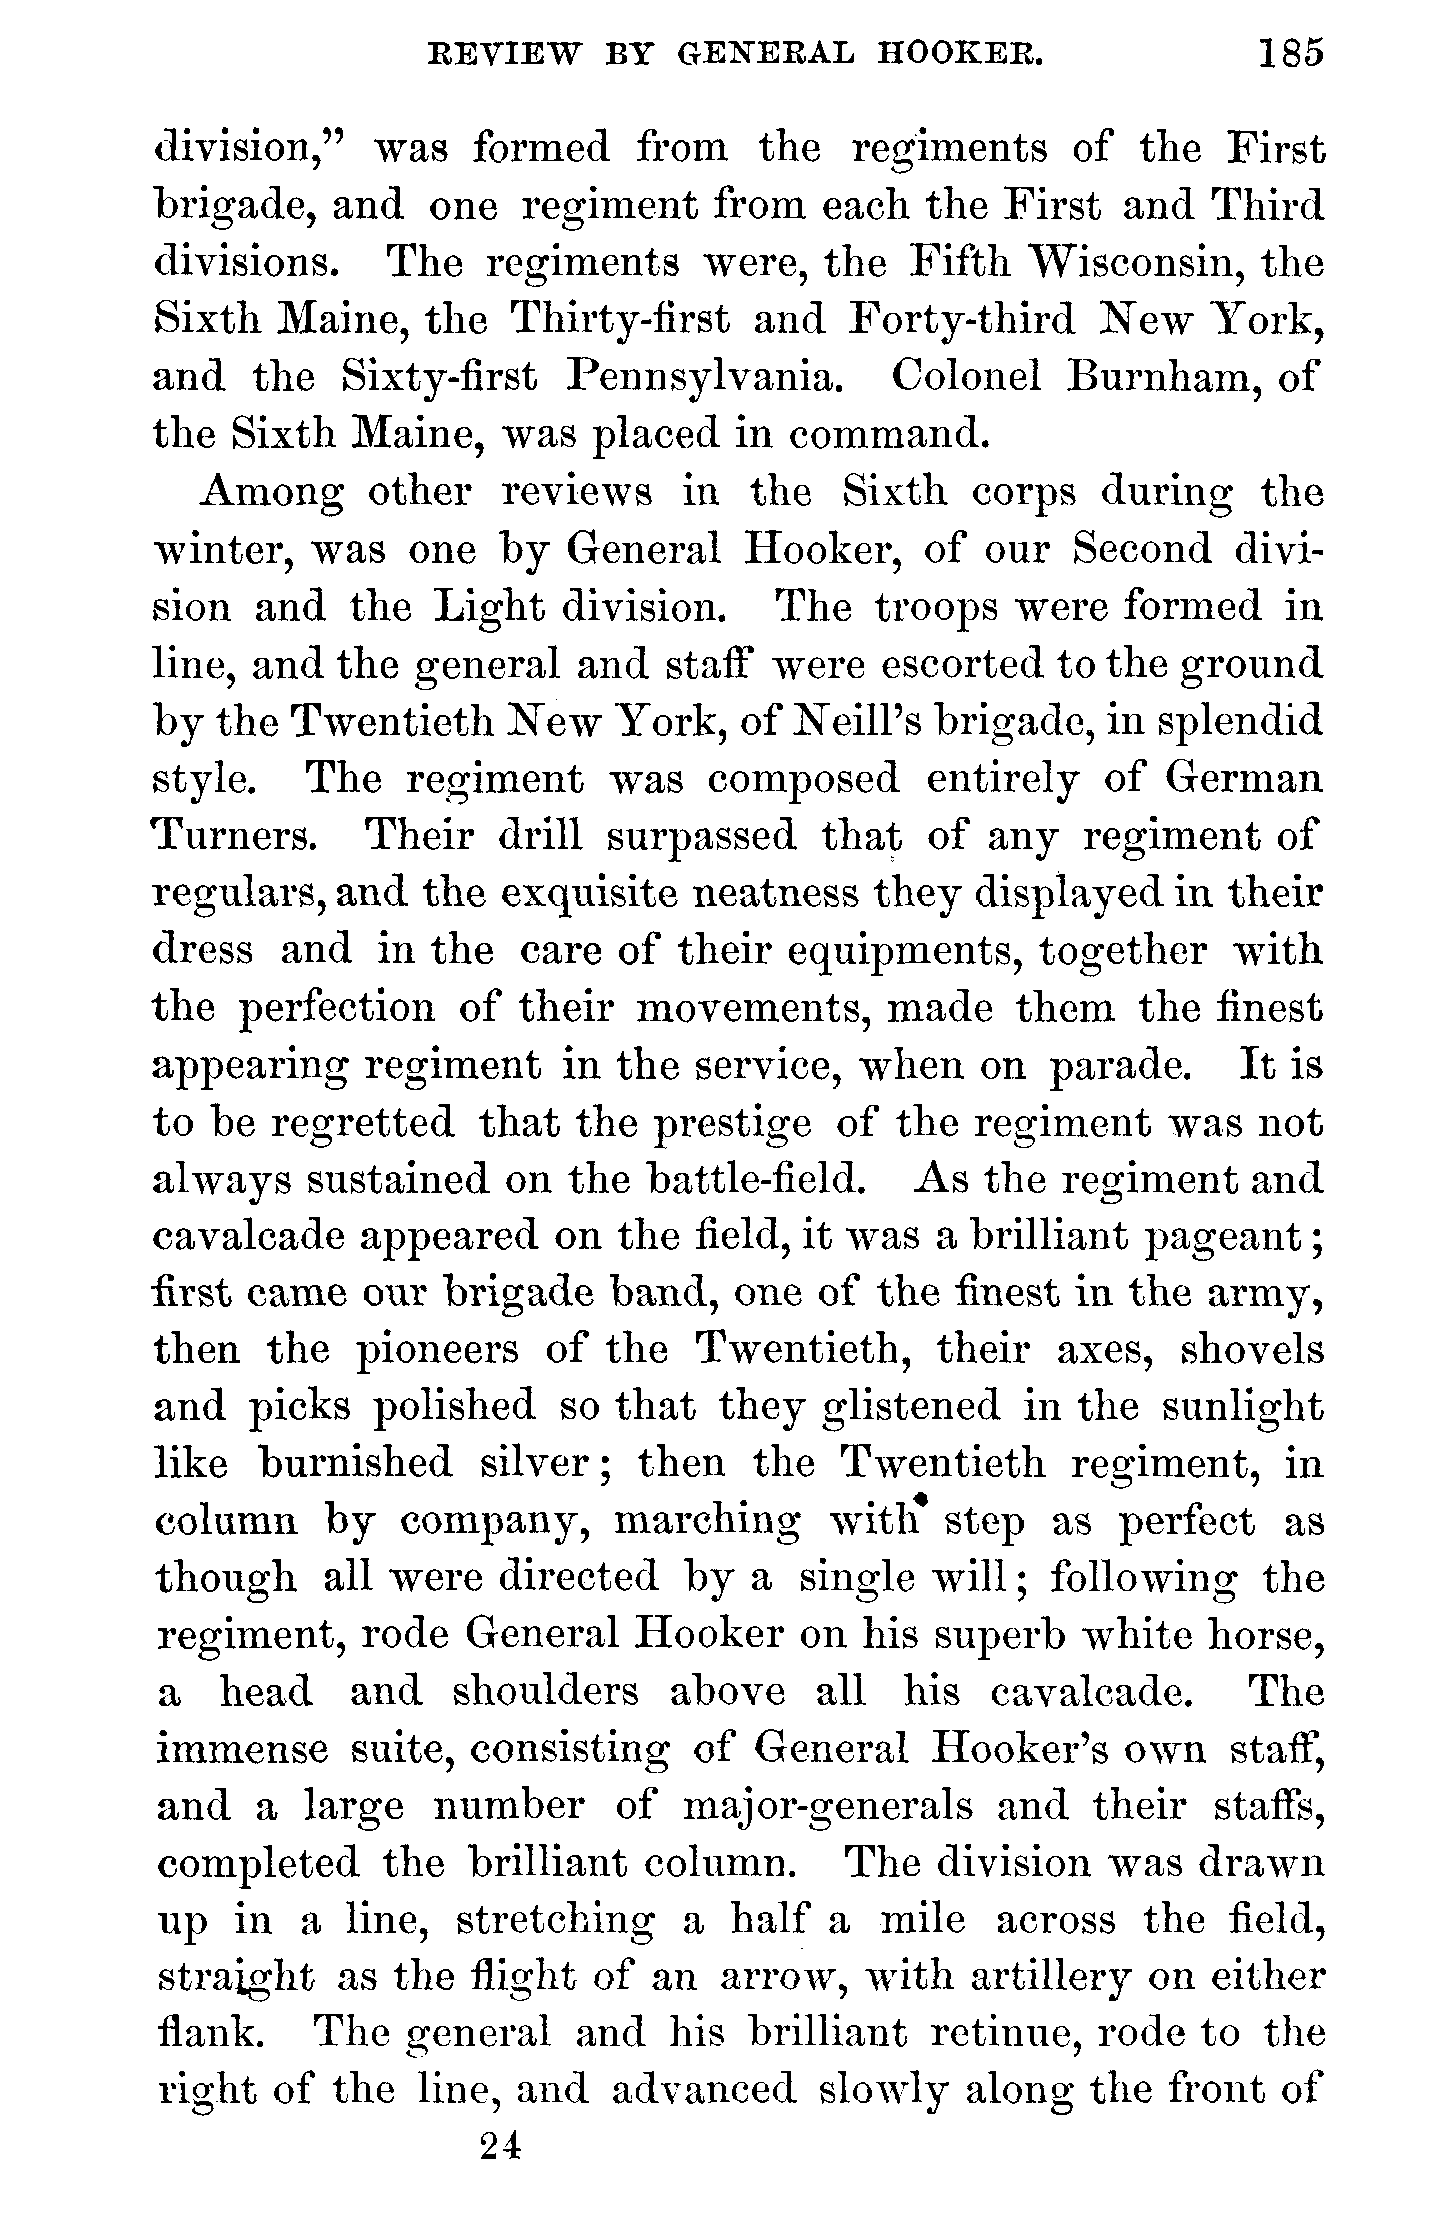 REVIEW BY GENERAL HOOKER. 185
division,” was formed from the regiments of the First
brigade, and one regiment from each the First and Third
divisions. The regiments were, the Fifth Wisconsin, the
Sixth Maine, the Thirty-first and Forty-third New York,
and the Sixty-first Pennsylvania. Colonel Burnham, of
the Sixth Maine, was placed in command.
Among other reviews in the Sixth corps during the
winter, was one by General Hooker, of our Second divi-
sion and the Light division. The troops were formed in
line, and the general and staff were escorted to the ground
by the Twentieth New York, of Neill’s brigade, in splendid
style. The regiment was composed entirely of German
Turners. Their drill surpassed that of any regiment of
regulars, and the exquisite neatness they displayed in their
dress and in the care of their equipments, together with
the perfection of their movements, made them the finest
appearing regiment in the service, when on parade. It is
to be regretted that the prestige of the regiment was not
always sustained on the battle-field. As the regiment and
cavalcade appeared on the field, it was a brilliant pageant;
first came our brigade band, one of the finest in the army,
then the pioneers of the Twentieth, their axes, shovels
and picks polished so that they glistened in the sunlight
like burnished silver; then the Twentieth regiment, in
column by company, marching with step as perfect as
though all were directed by a single will; following the
regiment, rode General Hooker on his superb white horse,
a head and shoulders above all his cavalcade. The
immense suite, consisting of General Hooker’s own staff,
and a large number of major-generals and their staffs,
completed the brilliant column. The division was drawn
up in a line, stretching a half a mile across the field,
straight as the flight of an arrow, with artillery on either
flank. The general and his brilliant retinue, rode to the
right of the line, and advanced slowly along the front of
24